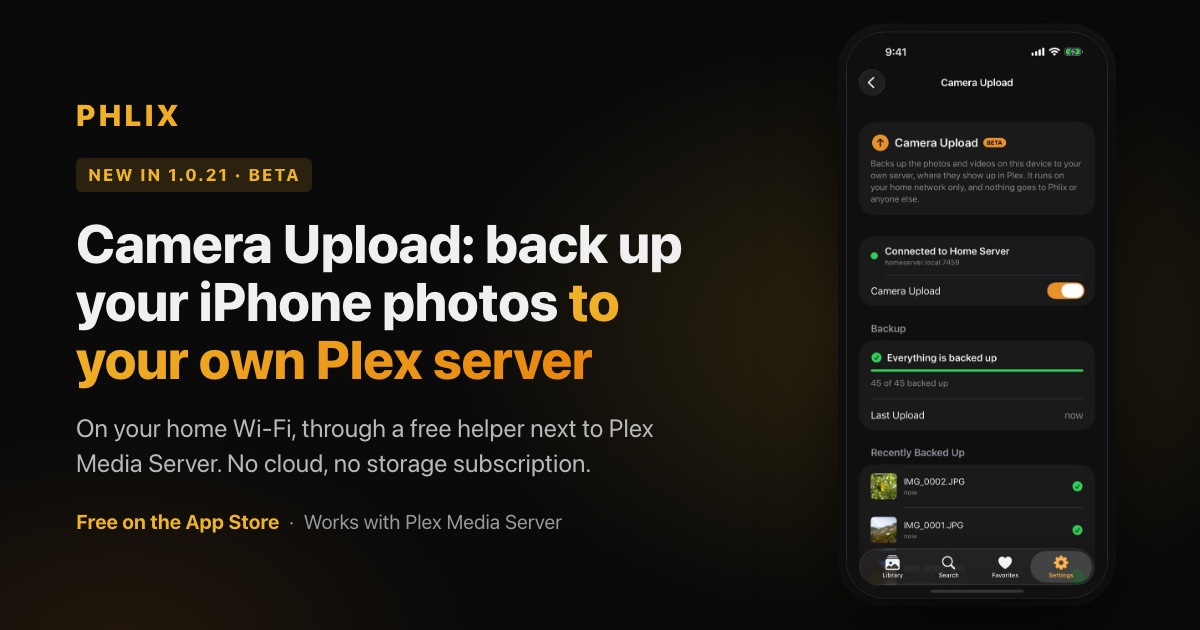 PHLIX
NEW IN 1.0.21 · BETA
Camera Upload: back up
your iPhone photos to
your own Plex server
On your home Wi-Fi, through a free helper next to Plex
Media Server. No cloud, no storage subscription.
Free on the App Store · Works with Plex Media Server
9:41
Camera Upload
Camera Upload BETA
Backs up the photos and videos on this device to your
own server, where they show up in Plex. It runs on
your home network only, and nothing goes to Phlix or
anyone else.
Connected to Home Server
homeserver.local:7459
Camera Upload
Backup
Everything is backed up
45 of 45 backed up
Last Upload now
Recently Backed Up
IMG_0002.JPG
now
IMG_0001.JPG
now
Library Search Favorites Settings